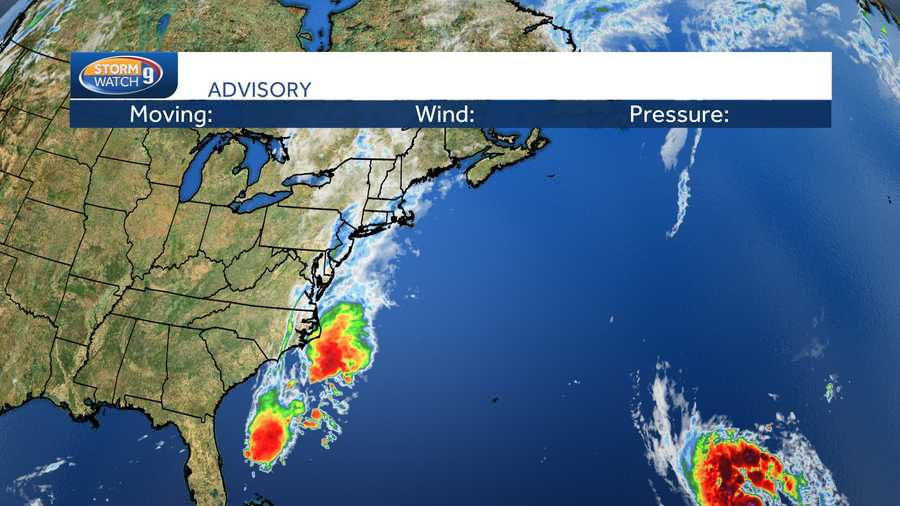 STORM
WATCH 9
ADVISORY
Moving: Wind: Pressure: